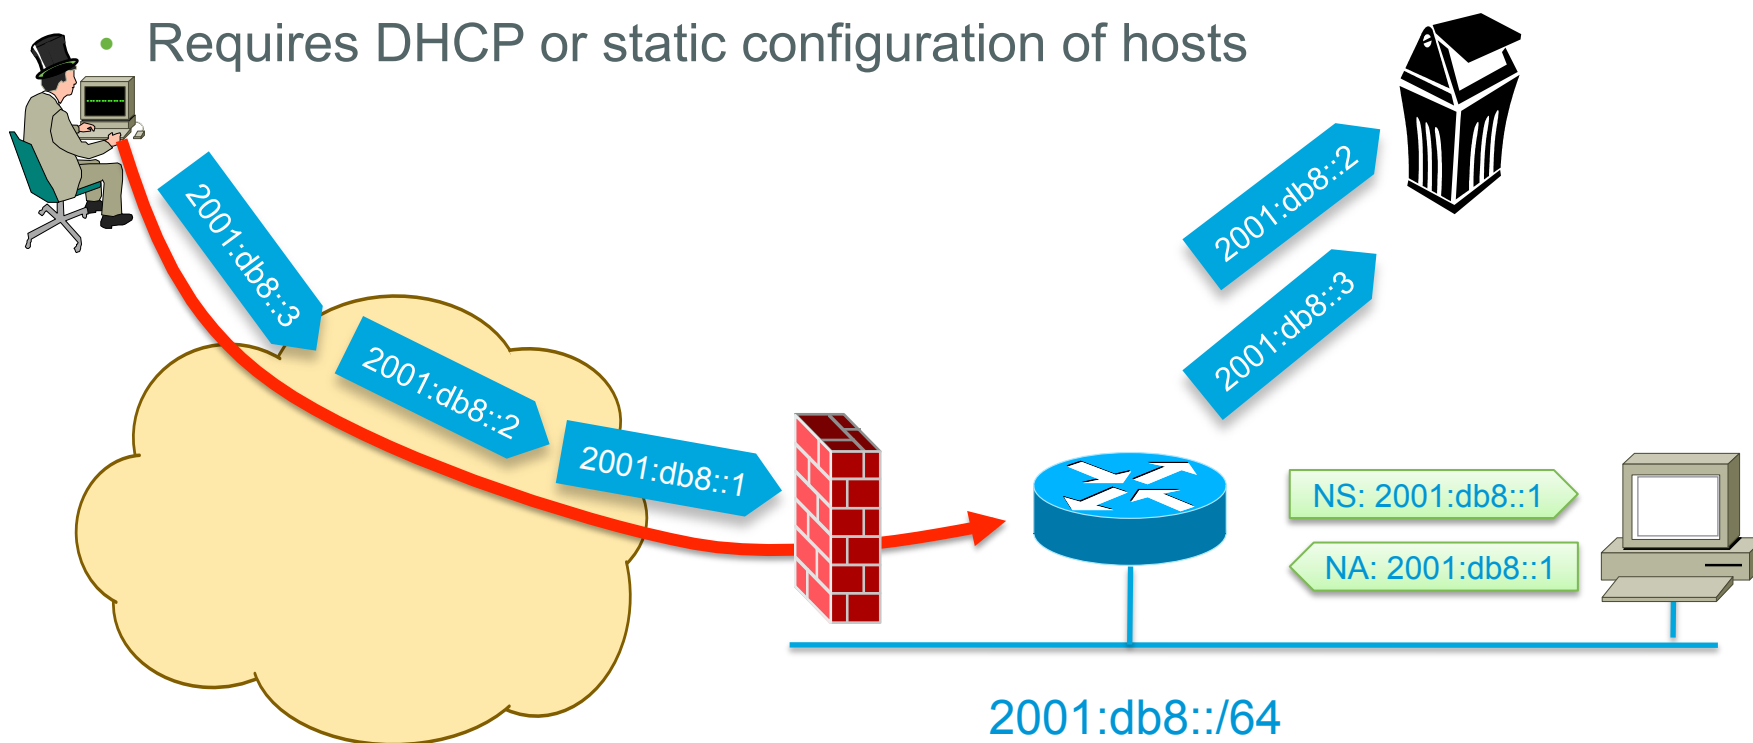 • Requires DHCP or static configuration of hosts
2001:db8::3
2001:db8::2
2001:db8::1
2001:db8::2
2001:db8::3
NS: 2001:db8::1
NA: 2001:db8::1
2001:db8::/64